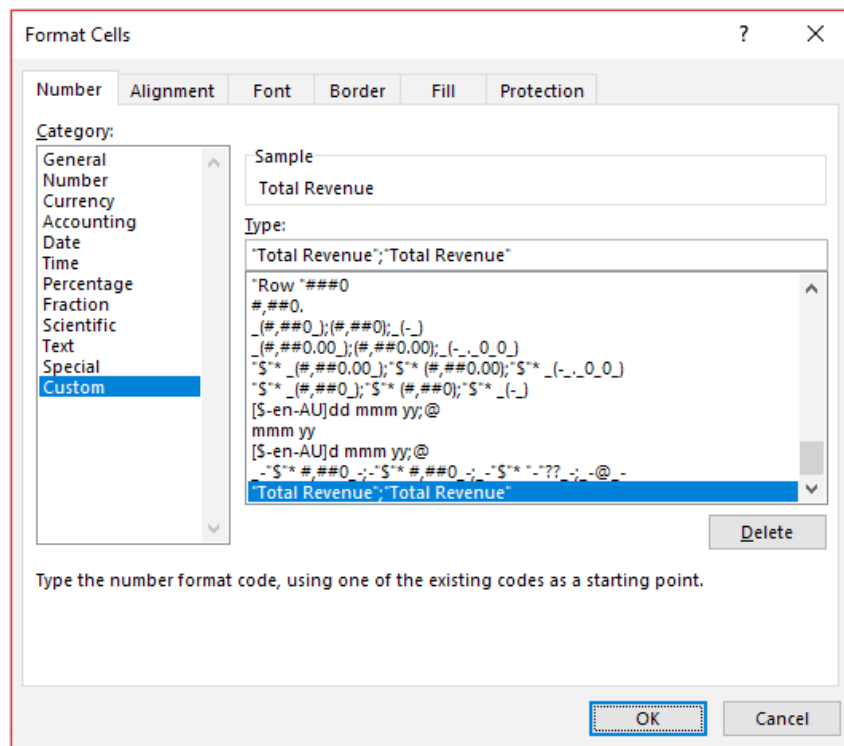 Format Cells
?
Number Alignment Font Border Fill Protection
Category:
General
Number
Currency
Accounting
Date
Time
Percentage
Fraction
Scientific
Text
Special
Custom
Sample
Total Revenue
Type:
"Total Revenue";"Total Revenue"
"Row "###0
#,##0.
_(#,##0_);(#,##0);_(-_)
_(#,##0.00_);(#,##0.00);_(-_._0_0_)
"$"* _(#,##0.00_);"$"* (#,##0.00);"$"* _(-_._0_0_)
"$"* _(#,##0_);"$"* (#,##0);"$"* _(-_)
[$-en-AU]dd mmm yy;@
mmm yy
[$-en-AU]d mmm yy;@
_-"$"* #,##0_-;-"$"* #,##0_-;_-"$"* "-"??_-;_-@_-
"Total Revenue";"Total Revenue"
Delete
Type the number format code, using one of the existing codes as a starting point.
OK Cancel